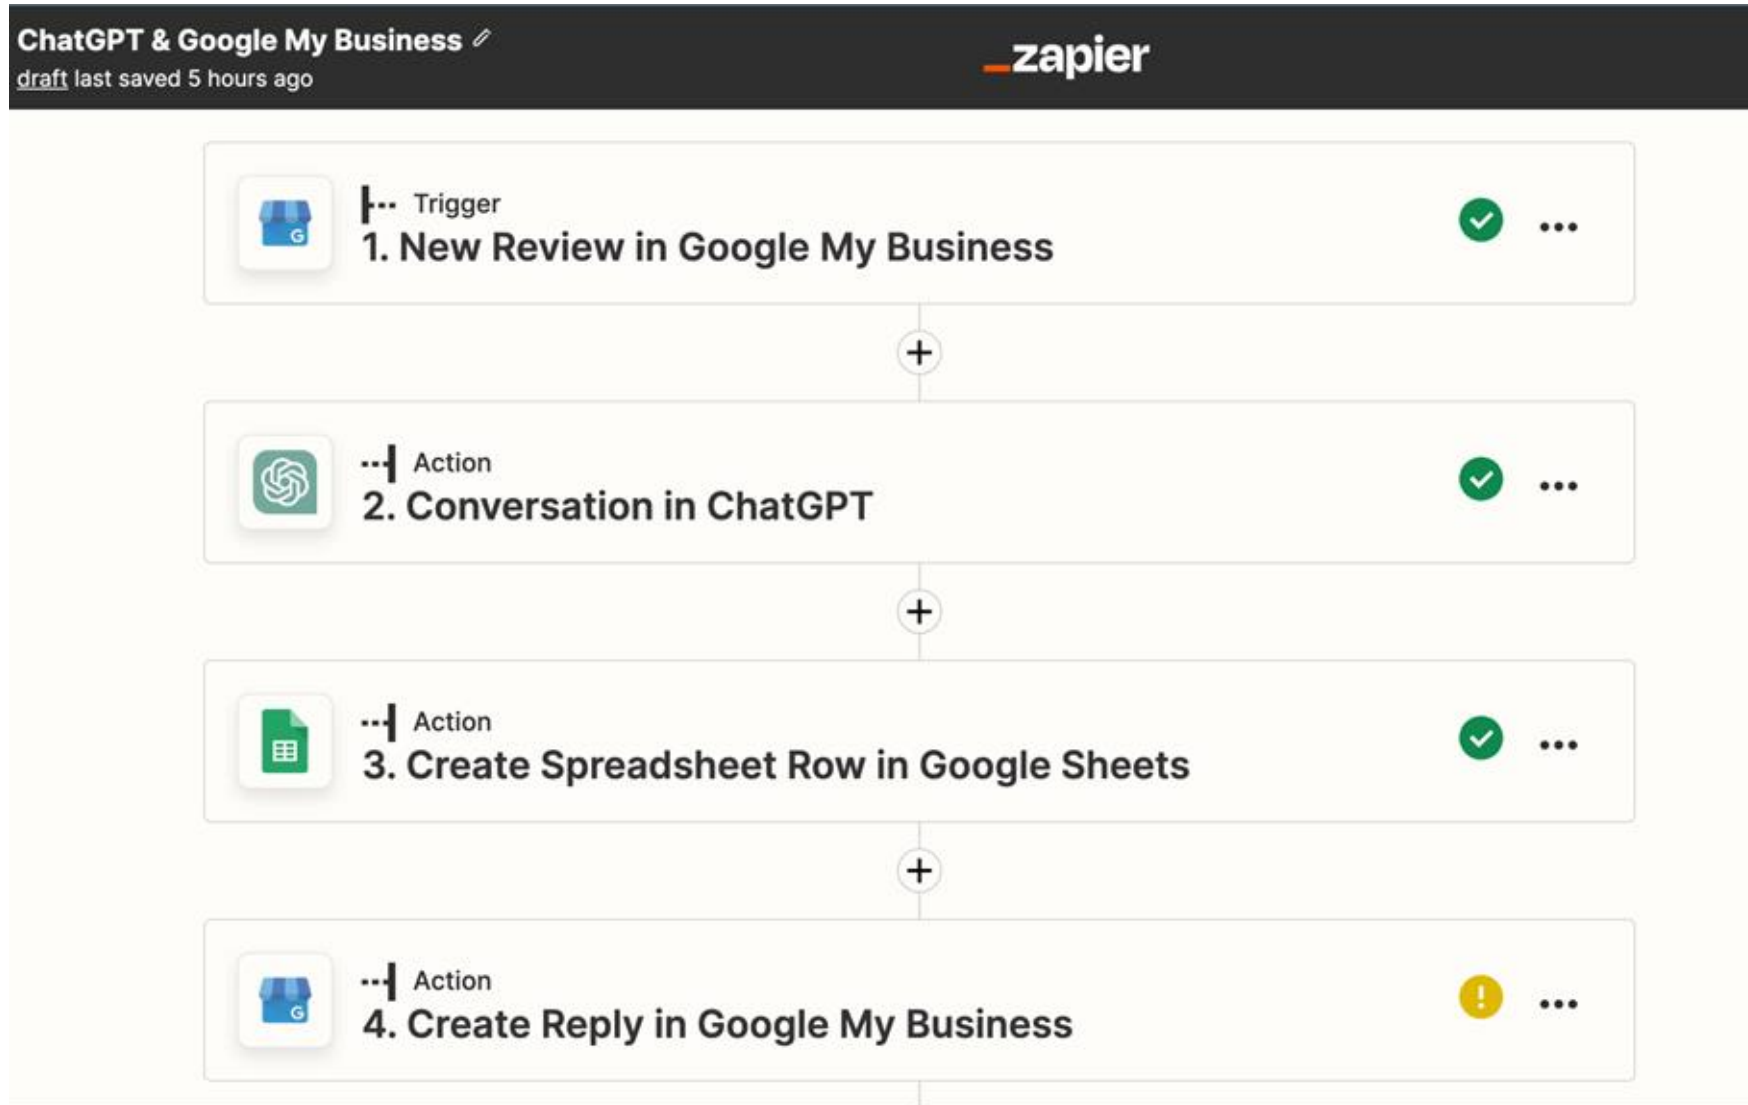 ChatGPT & Google My Business
draft last saved 5 hours ago
_zapier
Trigger
1. New Review in Google My Business
Action
2. Conversation in ChatGPT
Action
3. Create Spreadsheet Row in Google Sheets
Action
4. Create Reply in Google My Business